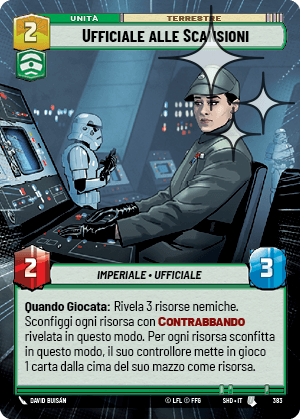 2
UNITÀ
TERRESTRE
UFFICIALE ALLE SCANSIONI
2
3
IMPERIALE • UFFICIALE
Quando Giocata: Rivela 3 risorse nemiche.
Sconfiggi ogni risorsa con CONTRABBANDO
rivelata in questo modo. Per ogni risorsa sconfitta
in questo modo, il suo controllore mette in gioco
1 carta dalla cima del suo mazzo come risorsa.
DAVID BUISÁN
© LFL ℗ FFG
SHD • IT
383